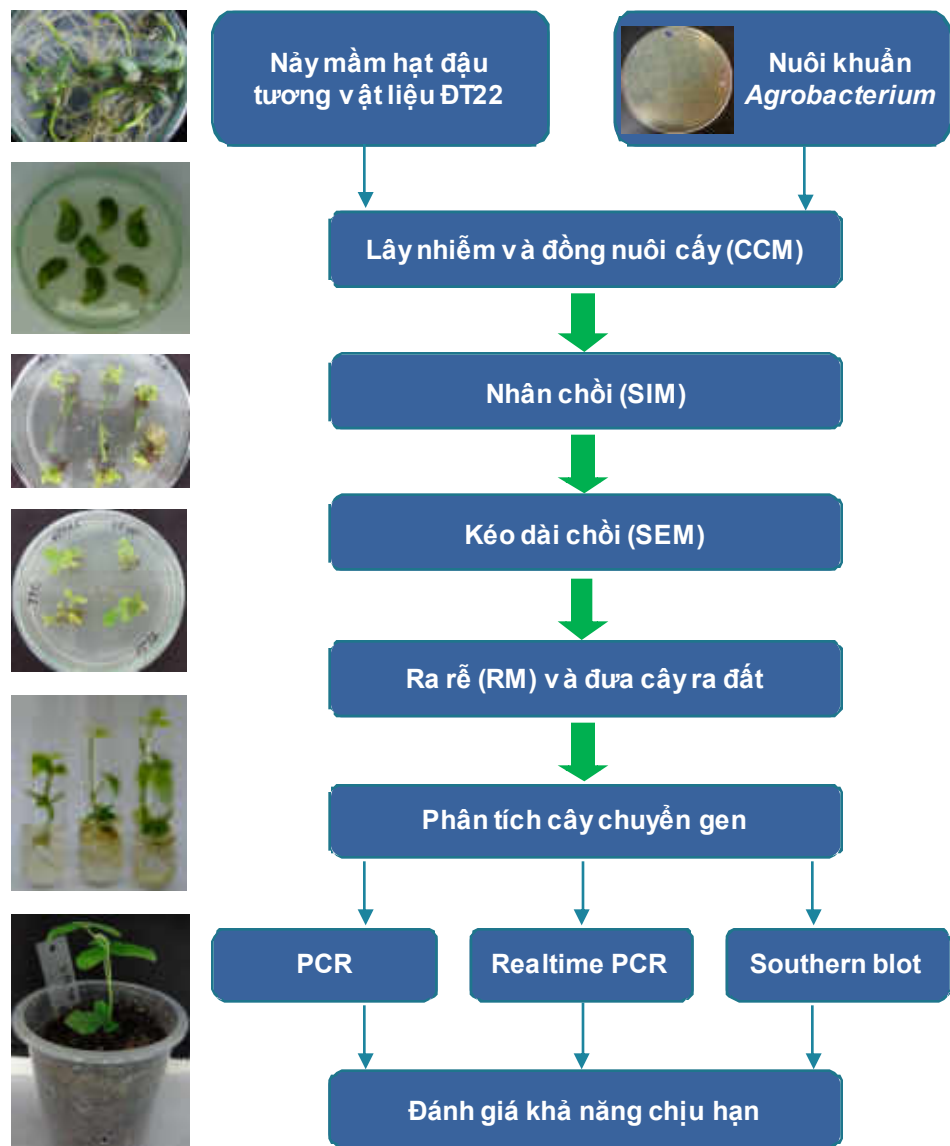 Nảy mầm hạt đậu
tương vật liệu ĐT22
Nuôi khuẩn
Agrobacterium
Lây nhiễm và đồng nuôi cấy (CCM)
Nhân chồi (SIM)
Kéo dài chồi (SEM)
Ra rễ (RM) và đưa cây ra đất
Phân tích cây chuyển gen
PCR
Realtime PCR
Southern blot
Đánh giá khả năng chịu hạn